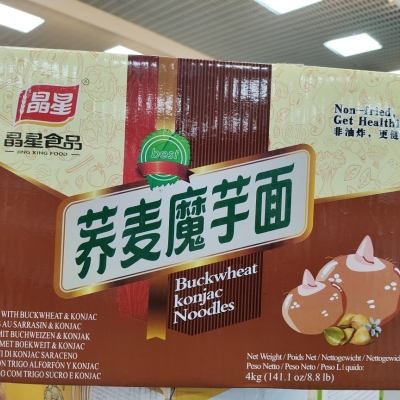 晶星
®
晶星食品
JING XING FOOD
best
荞麦魔芋面
Buckwheat
konjac
Noodles
Non-fried,
Get Health
非油炸，更健
WITH BUCKWHEAT & KONJAC
AU SARRASIN & KONJAC
MIT BUCHWEIZEN & KONJAK
MET BOEKWEIT & KONJAC
DI KONJAC SARACENO
CON TRIGO ALFORFÓN Y KONJAC
COM TRIGO SUCRO E KONJAC
Net Weight / Poids Net / Nettogewicht / Nettogewic
Peso Netto / Peso Neto / Peso Líquido:
4kg (141.1 oz/8.8 lb)